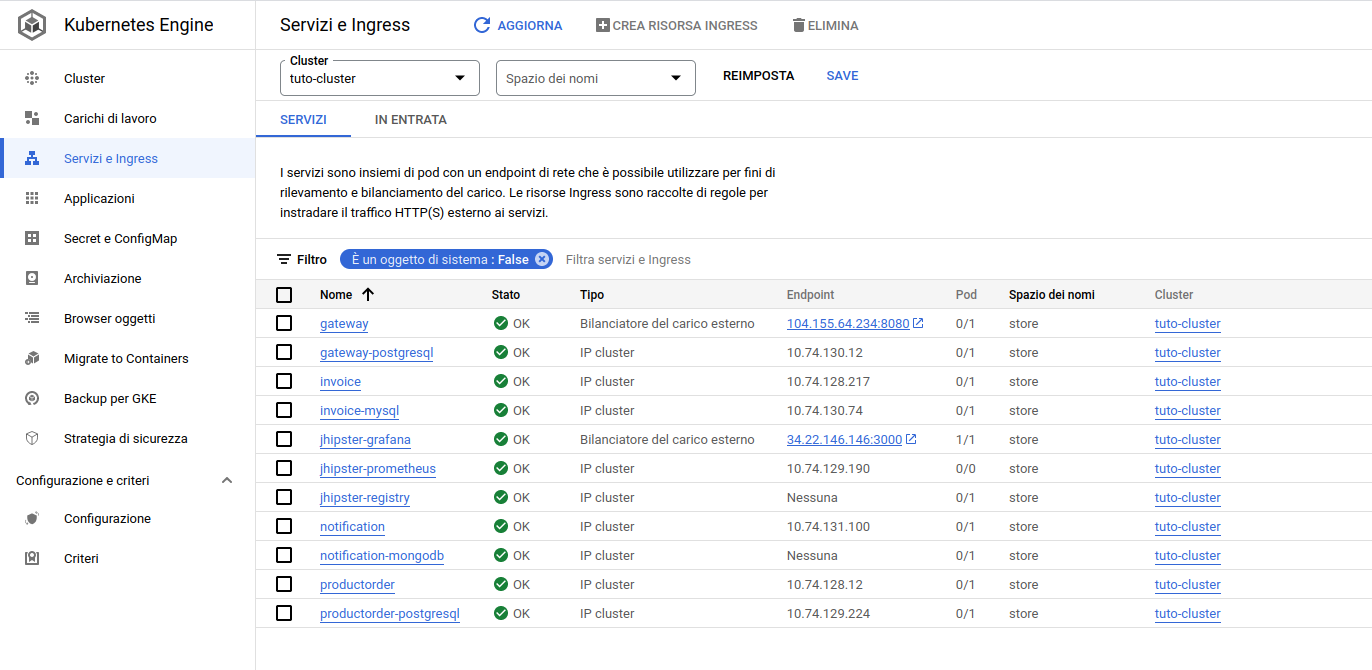 Kubernetes Engine
Servizi e Ingress
AGGIORNA
CREA RISORSA INGRESS
ELIMINA
Cluster
Carichi di lavoro
Servizi e Ingress
Applicazioni
Secret e ConfigMap
Archiviazione
Browser oggetti
Migrate to Containers
Backup per GKE
Strategia di sicurezza
Configurazione e criteri
Configurazione
Criteri
Cluster
tuto-cluster
Spazio dei nomi
REIMPOSTA
SAVE
SERVIZI
IN ENTRATA
I servizi sono insiemi di pod con un endpoint di rete che è possibile utilizzare per fini di
rilevamento e bilanciamento del carico. Le risorse Ingress sono raccolte di regole per
instradare il traffico HTTP(S) esterno ai servizi.
Filtro
È un oggetto di sistema : False
Filtra servizi e Ingress
Nome Stato Tipo Endpoint Pod Spazio dei nomi Cluster
gateway OK Bilanciatore del carico esterno 104.155.64.234:8080 0/1 store tuto-cluster
gateway-postgresql OK IP cluster 10.74.130.12 0/1 store tuto-cluster
invoice OK IP cluster 10.74.128.217 0/1 store tuto-cluster
invoice-mysql OK IP cluster 10.74.130.74 0/1 store tuto-cluster
jhipster-grafana OK Bilanciatore del carico esterno 34.22.146.146:3000 1/1 store tuto-cluster
jhipster-prometheus OK IP cluster 10.74.129.190 0/0 store tuto-cluster
jhipster-registry OK IP cluster Nessuna 0/1 store tuto-cluster
notification OK IP cluster 10.74.131.100 0/1 store tuto-cluster
notification-mongodb OK IP cluster Nessuna 0/1 store tuto-cluster
productorder OK IP cluster 10.74.128.12 0/1 store tuto-cluster
productorder-postgresql OK IP cluster 10.74.129.224 0/1 store tuto-cluster